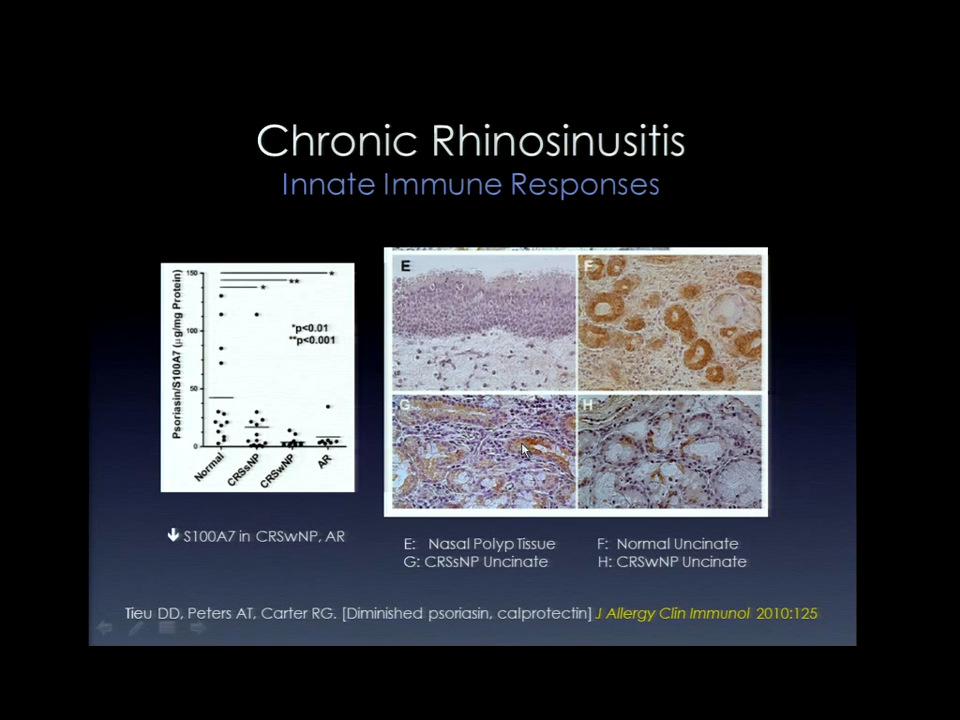 Chronic Rhinosinusitis
Innate Immune Responses
Psoriasin/S100A7 (µg/mg Protein)
150
100
50
0
*
**
*
*p<0.01
**p<0.001
Normal
CRSsNP
CRSwNP
AR
E
F
G
H
S100A7 in CRSwNP, AR
E: Nasal Polyp Tissue
F: Normal Uncinate
G: CRSsNP Uncinate
H: CRSwNP Uncinate
Tieu DD, Peters AT, Carter RG. [Diminished psoriasin, calprotectin] J Allergy Clin Immunol 2010:125